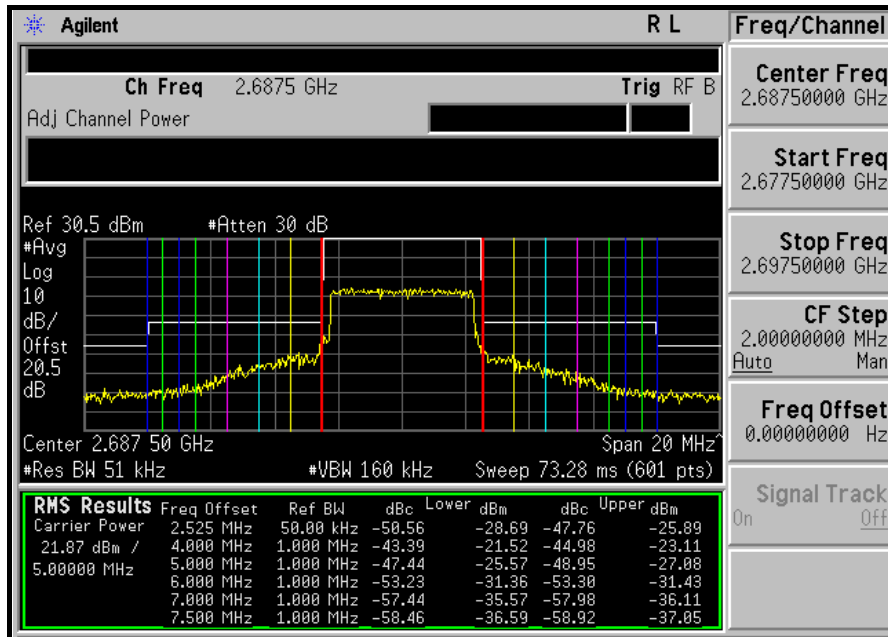 Agilent R L Freq/Channel
Ch Freq 2.6875 GHz Trig RF B
Adj Channel Power
Center Freq
2.68750000 GHz
Start Freq
2.67750000 GHz
Stop Freq
2.69750000 GHz
CF Step
2.00000000 MHz
Auto Man
Freq Offset
0.00000000 Hz
Signal Track
On Off
Ref 30.5 dBm #Atten 30 dB
#Avg
Log
10
dB/
Offst
20.5
dB
Center 2.687 50 GHz Span 20 MHz^
#Res BW 51 kHz #VBW 160 kHz Sweep 73.28 ms (601 pts)
RMS Results Freq Offset Ref BW dBc Lower dBm dBc Upper dBm
Carrier Power 2.525 MHz 50.00 kHz -50.56 -28.69 -47.76 -25.89
21.87 dBm / 4.000 MHz 1.000 MHz -43.39 -21.52 -44.98 -23.11
5.00000 MHz 5.000 MHz 1.000 MHz -47.44 -25.57 -48.95 -27.08
6.000 MHz 1.000 MHz -53.23 -31.36 -53.30 -31.43
7.000 MHz 1.000 MHz -57.44 -35.57 -57.98 -36.11
7.500 MHz 1.000 MHz -58.46 -36.59 -58.92 -37.05